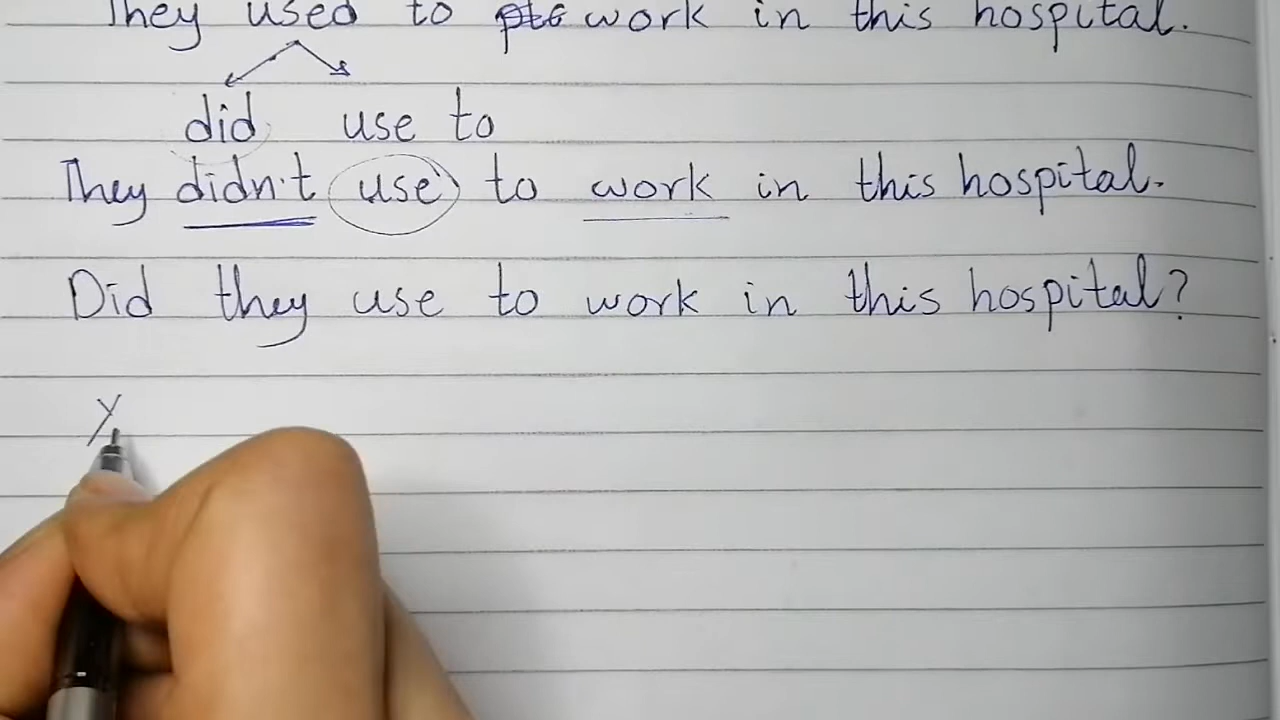 They used to work in this hospital.
did use to
They didn't use to work in this hospital.
Did they use to work in this hospital?
Y